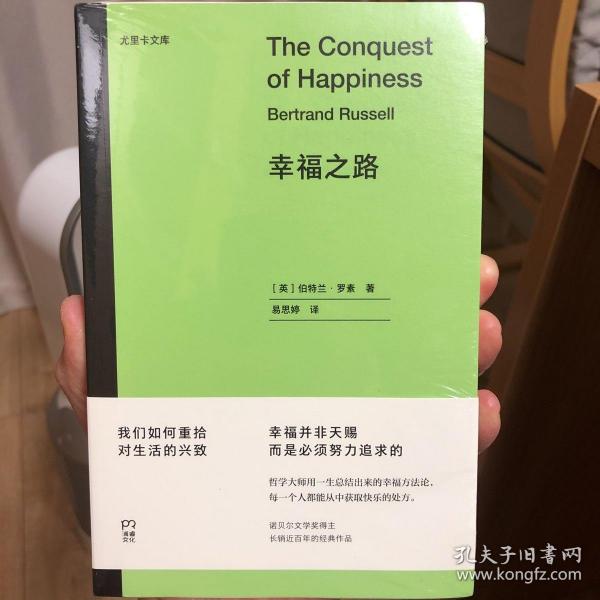 尤里卡文库
The Conquest
of Happiness
Bertrand Russell
幸福之路
[英]伯特兰·罗素 著
易思婷 译
我们如何重拾
对生活的兴致
幸福并非天赐
而是必须努力追求的
哲学大师用一生总结出来的幸福方法论，
每一个人都能从中获取快乐的处方。
诺贝尔文学奖得主
长销近百年的经典作品
浦睿
文化
孔夫子旧书网
www.kongfz.com